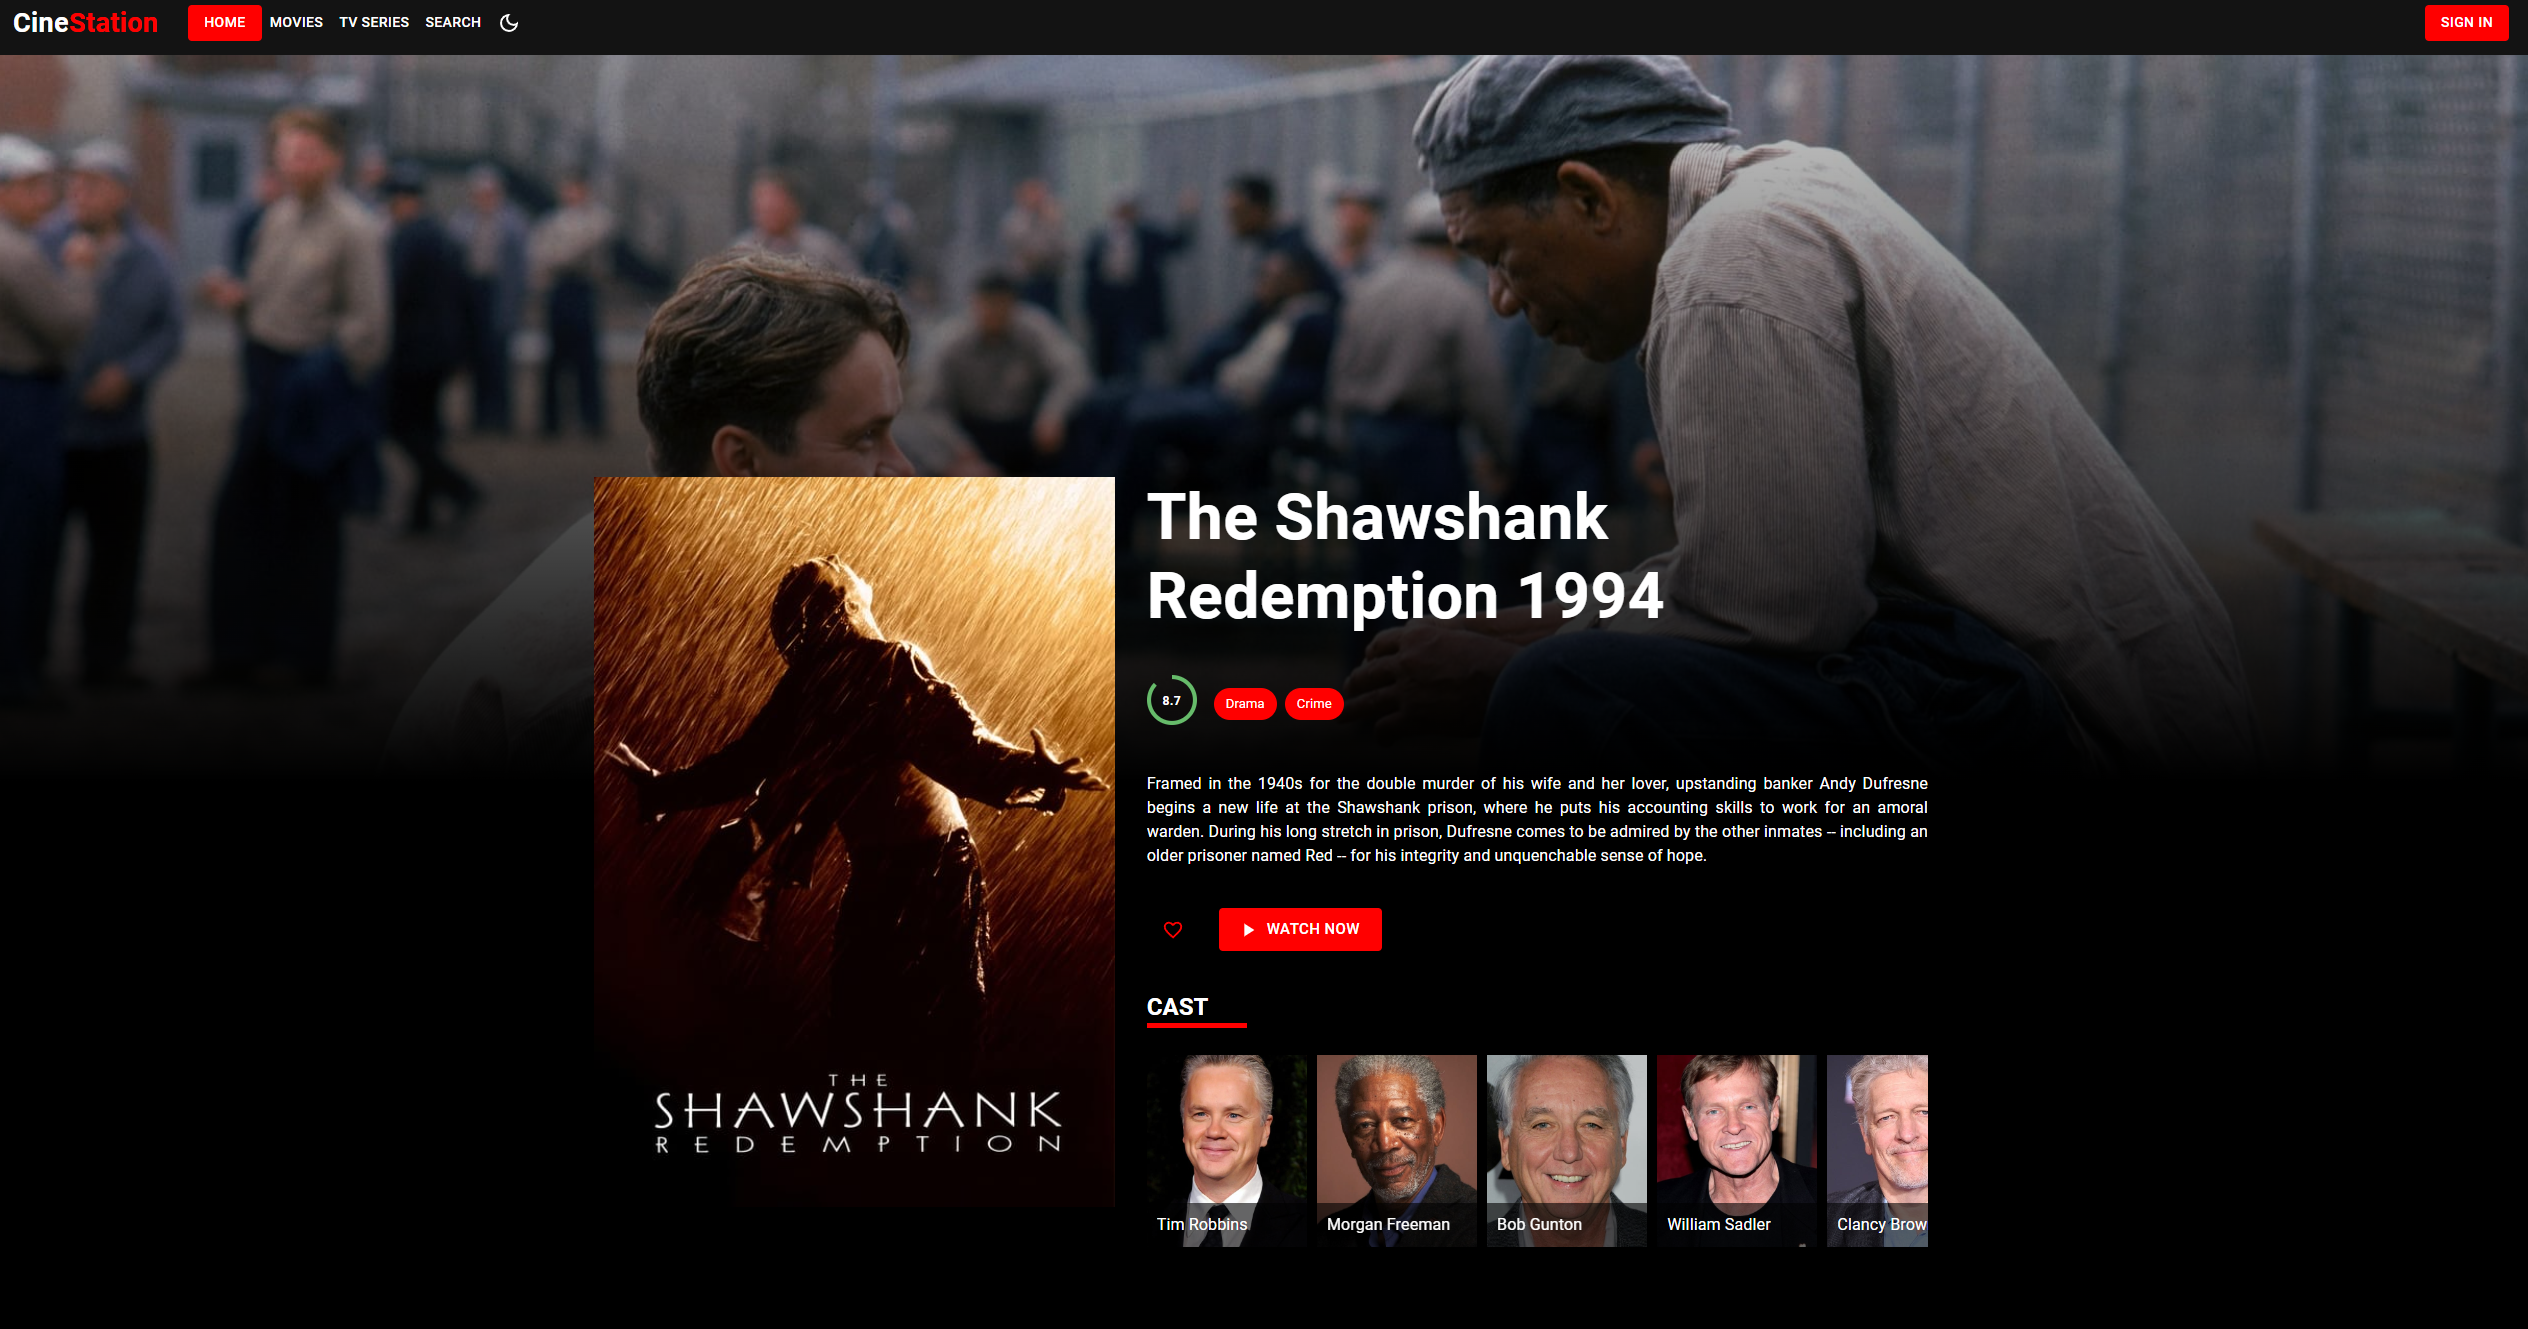 CineStation
HOME
MOVIES
TV SERIES
SEARCH
SIGN IN
The Shawshank
Redemption 1994
8.7
Drama
Crime
Framed in the 1940s for the double murder of his wife and her lover, upstanding banker Andy Dufresne
begins a new life at the Shawshank prison, where he puts his accounting skills to work for an amoral
warden. During his long stretch in prison, Dufresne comes to be admired by the other inmates -- including an
older prisoner named Red -- for his integrity and unquenchable sense of hope.
WATCH NOW
CAST
THE
SHAWSHANK
REDEMPTION
Tim Robbins
Morgan Freeman
Bob Gunton
William Sadler
Clancy Brow